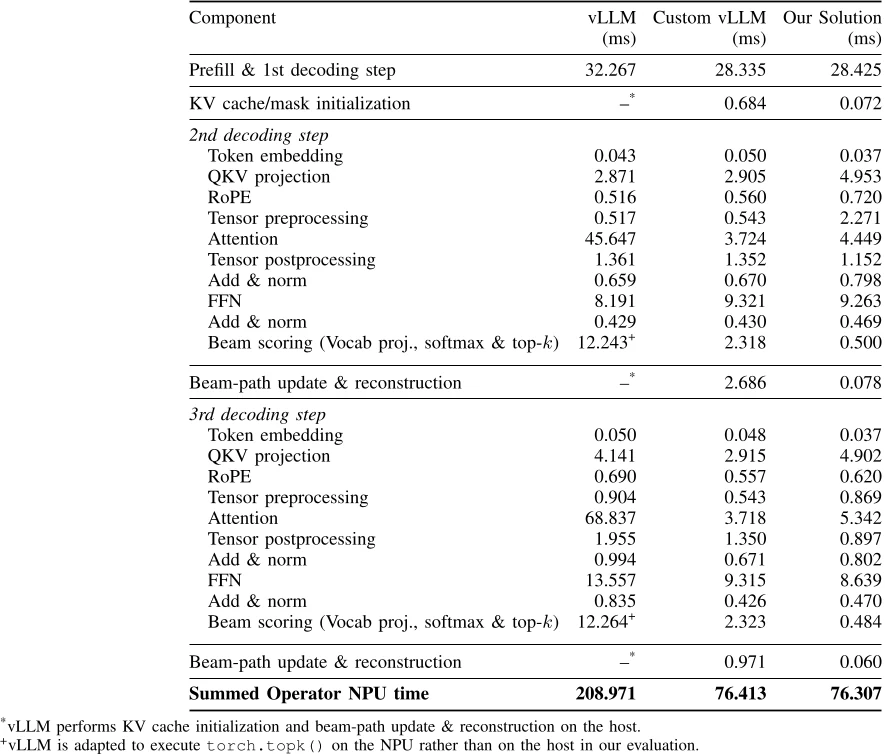 Component vLLM Custom vLLM Our Solution
(ms) (ms) (ms)
Prefill & 1st decoding step 32.267 28.335 28.425
KV cache/mask initialization –* 0.684 0.072
2nd decoding step
Token embedding 0.043 0.050 0.037
QKV projection 2.871 2.905 4.953
RoPE 0.516 0.560 0.720
Tensor preprocessing 0.517 0.543 2.271
Attention 45.647 3.724 4.449
Tensor postprocessing 1.361 1.352 1.152
Add & norm 0.659 0.670 0.798
FFN 8.191 9.321 9.263
Add & norm 0.429 0.430 0.469
Beam scoring (Vocab proj., softmax & top-k) 12.243+ 2.318 0.500
Beam-path update & reconstruction –* 2.686 0.078
3rd decoding step
Token embedding 0.050 0.048 0.037
QKV projection 4.141 2.915 4.902
RoPE 0.690 0.557 0.620
Tensor preprocessing 0.904 0.543 0.869
Attention 68.837 3.718 5.342
Tensor postprocessing 1.955 1.350 0.897
Add & norm 0.994 0.671 0.802
FFN 13.557 9.315 8.639
Add & norm 0.835 0.426 0.470
Beam scoring (Vocab proj., softmax & top-k) 12.264+ 2.323 0.484
Beam-path update & reconstruction –* 0.971 0.060
Summed Operator NPU time 208.971 76.413 76.307
*vLLM performs KV cache initialization and beam-path update & reconstruction on the host.
+vLLM is adapted to execute torch.topk() on the NPU rather than on the host in our evaluation.